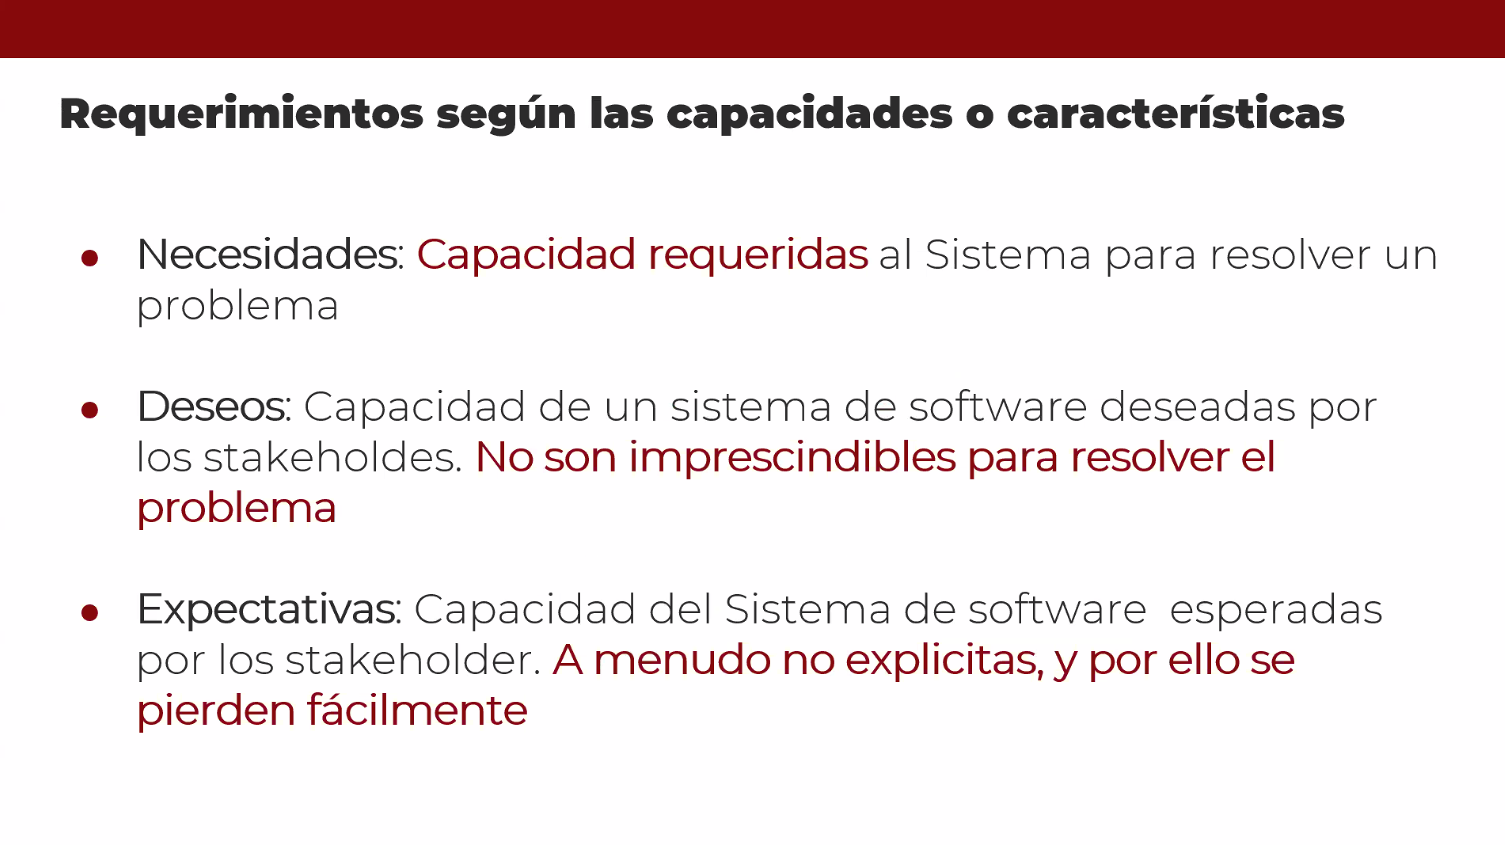 Requerimientos según las capacidades o características
● Necesidades: Capacidad requeridas al Sistema para resolver un
problema
● Deseos: Capacidad de un sistema de software deseadas por
los stakeholdes. No son imprescindibles para resolver el
problema
● Expectativas: Capacidad del Sistema de software esperadas
por los stakeholder. A menudo no explicitas, y por ello se
pierden fácilmente